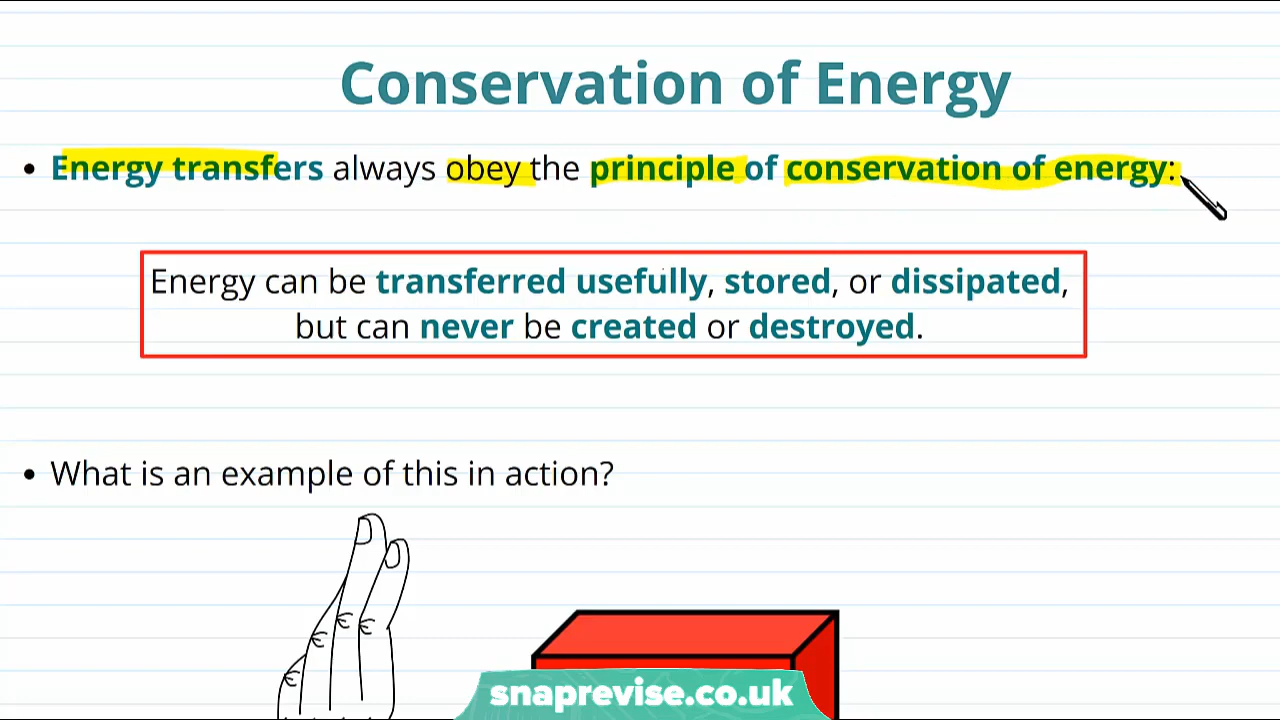 Conservation of Energy
• Energy transfers always obey the principle of conservation of energy:
Energy can be transferred usefully, stored, or dissipated,
but can never be created or destroyed.
• What is an example of this in action?
snaprevise.co.uk